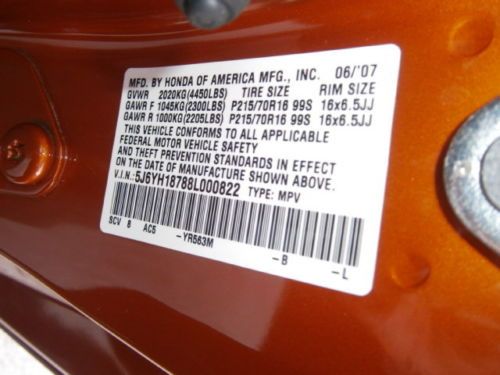 MFD. BY HONDA OF AMERICA MFG., INC. 06/'07
GVWR 2020KG(4450LBS) TIRE SIZE RIM SIZE
GAWR F 1045KG(2300LBS) P215/70R16 99S 16x6.5JJ
GAWR R 1000KG(2205LBS) P215/70R16 99S 16x6.5JJ
THIS VEHICLE CONFORMS TO ALL APPLICABLE
FEDERAL MOTOR VEHICLE SAFETY
AND THEFT PREVENTION STANDARDS IN EFFECT
ON THE DATE OF MANUFACTURE SHOWN ABOVE.
V.I.N.: 5J6YH18788L000822 TYPE: MPV
SCV 8 AC5 -YR563M -B -L